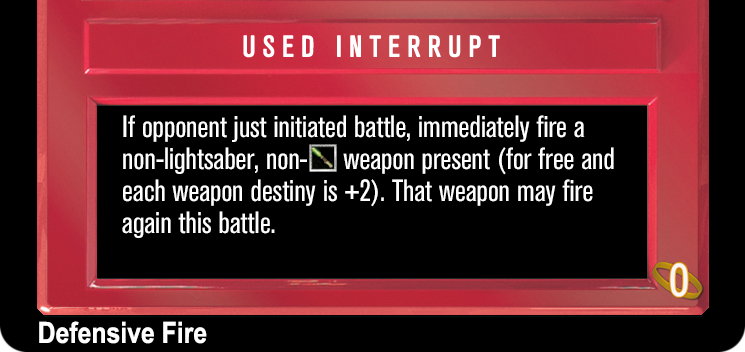 USED INTERRUPT
If opponent just initiated battle, immediately fire a
non-lightsaber, non- weapon present (for free and
each weapon destiny is +2). That weapon may fire
again this battle.
0
Defensive Fire